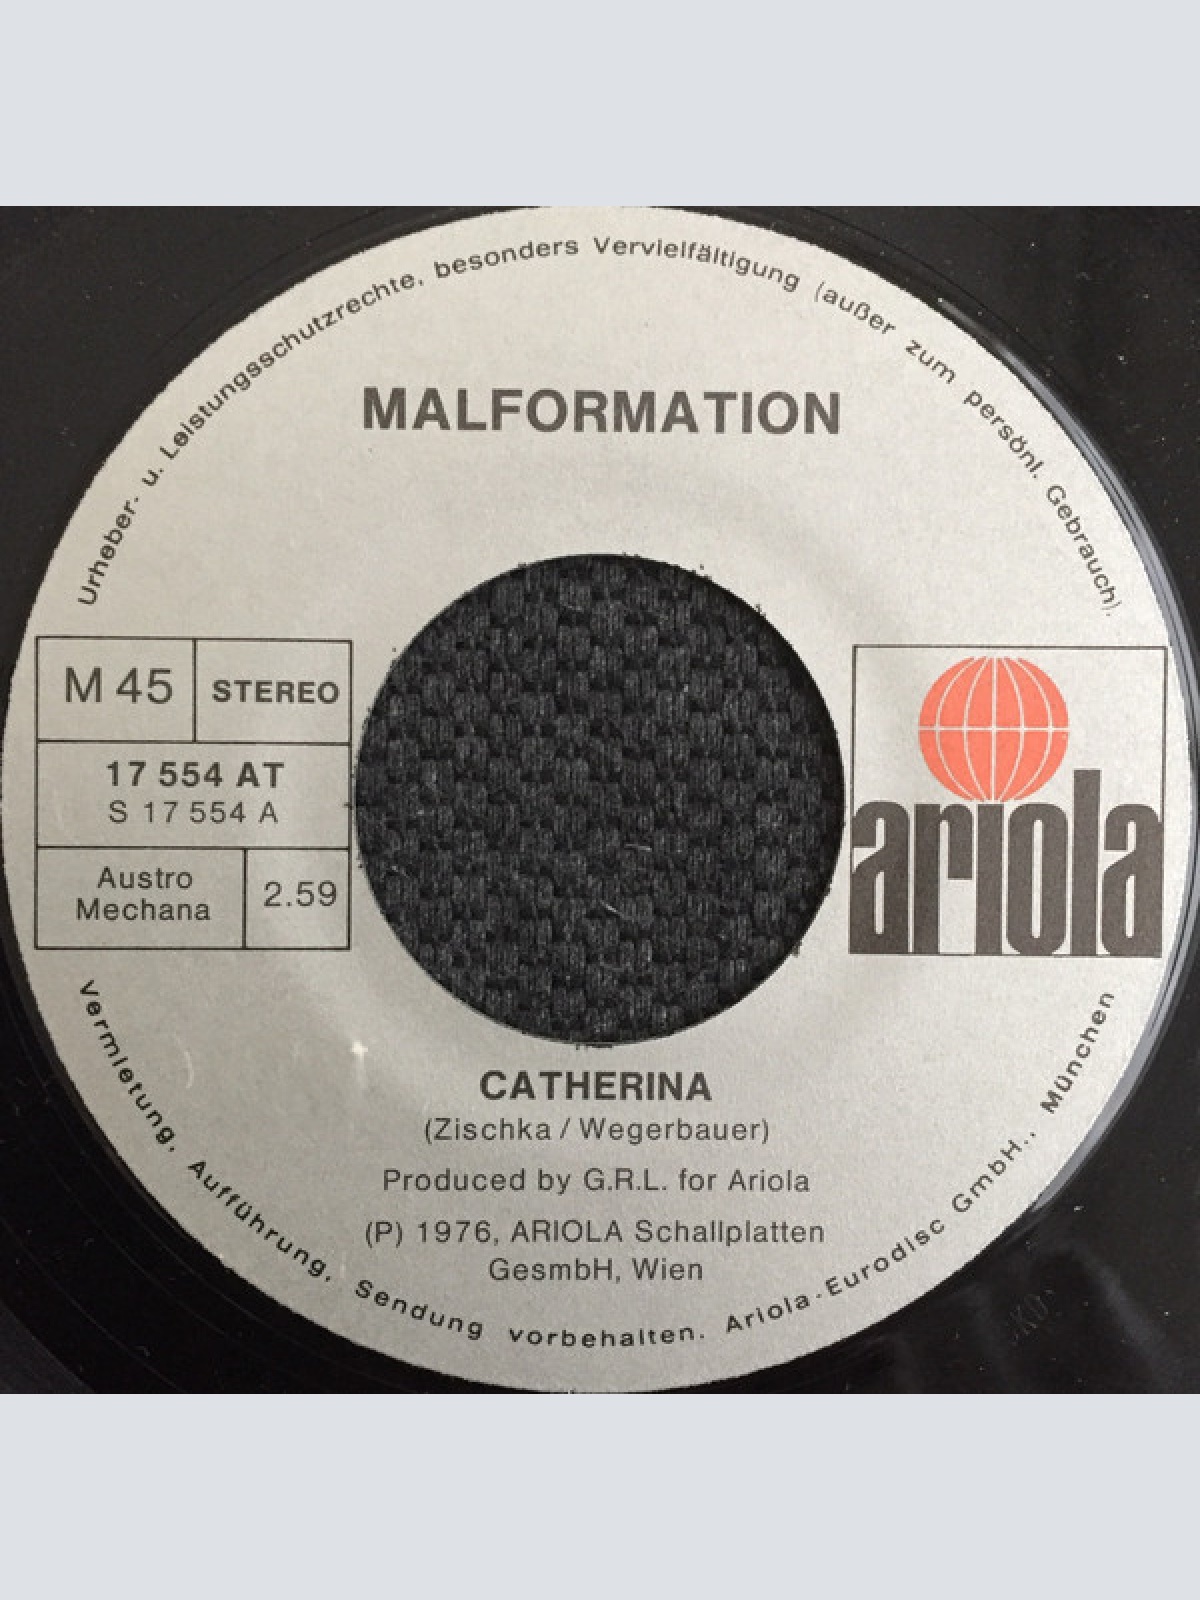 Urheber- u. Leistungsschutzrechte, besonders Vervielfältigung (außer zum persönl. Gebrauch).
MALFORMATION
M 45
STEREO
17 554 AT
S 17 554 A
Austro
Mechana
2.59
ariola
CATHERINA
(Zischka / Wegerbauer)
Produced by G.R.L. for Ariola
(P) 1976, ARIOLA Schallplatten
GesmbH, Wien
Vermietung, Aufführung, Sendung vorbehalten. Ariola-Eurodisc GmbH., München